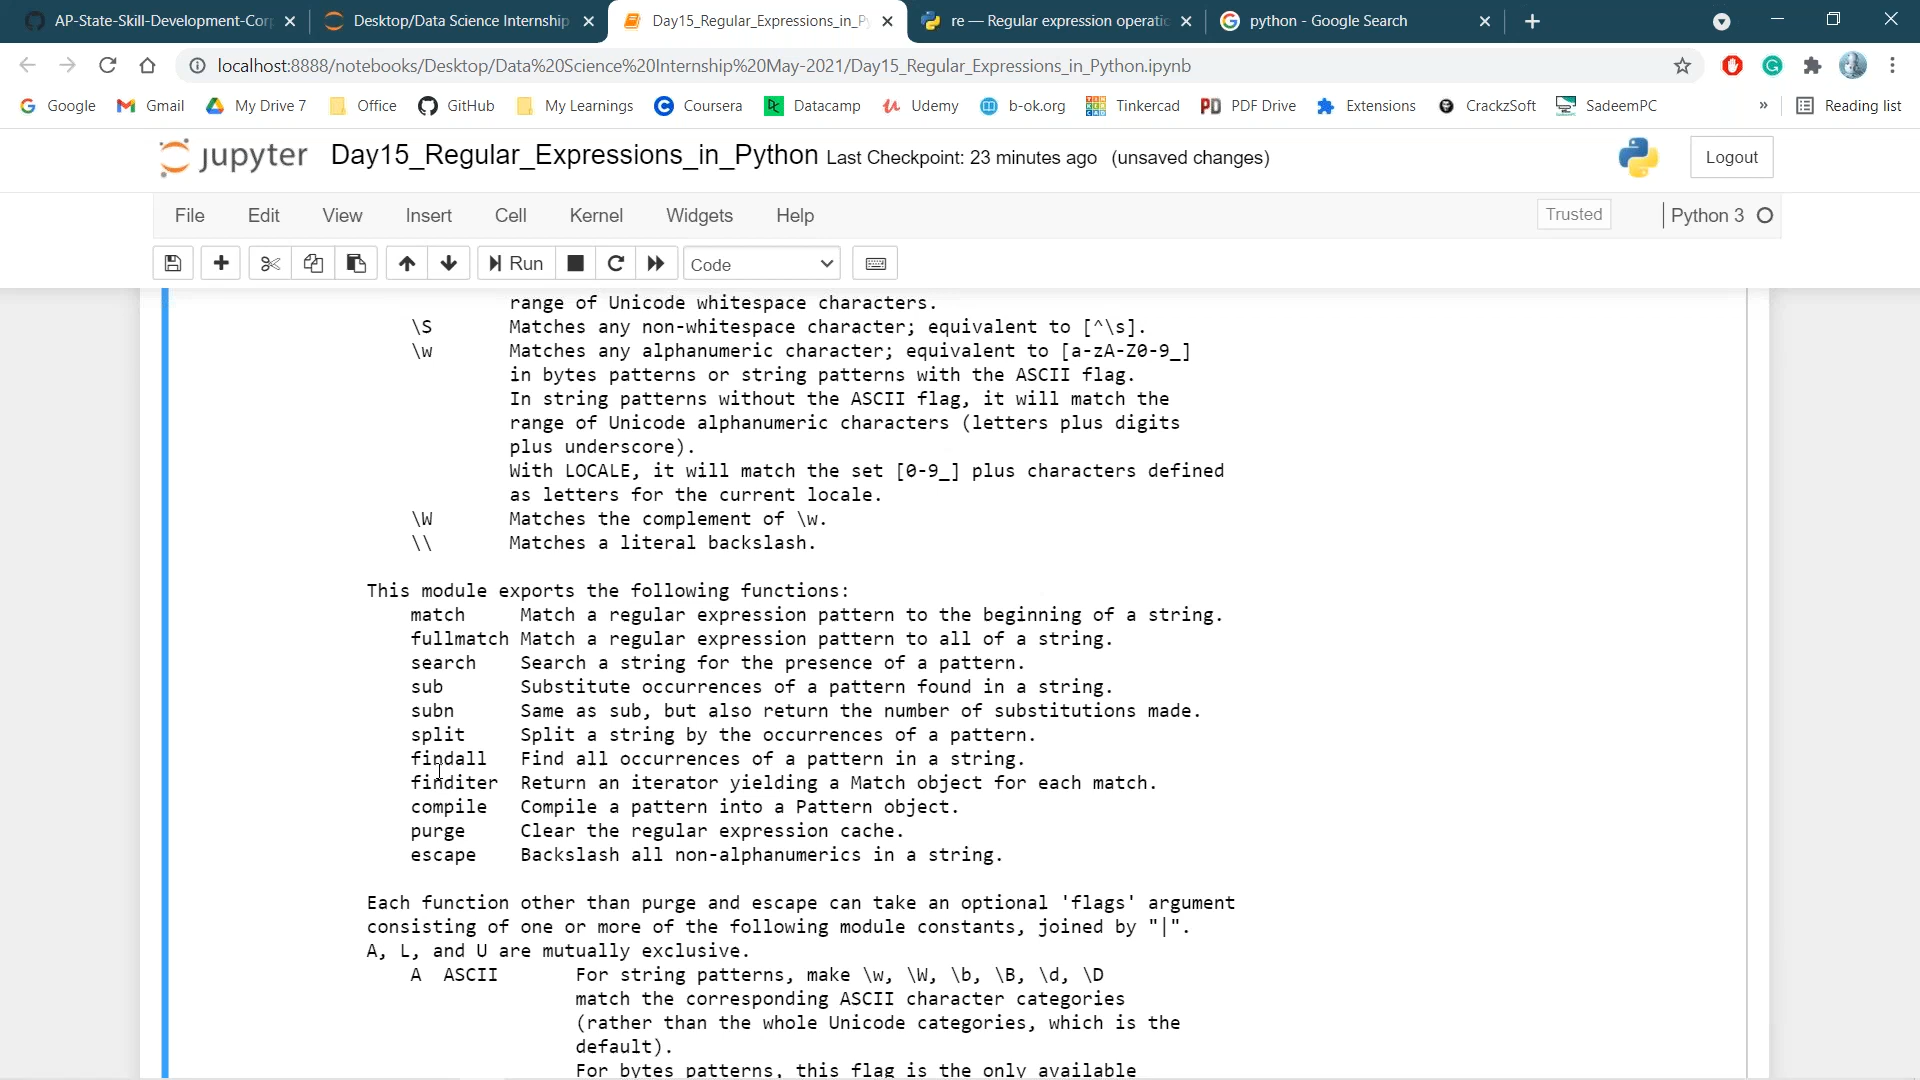 AP-State-Skill-Development-Corp
Desktop/Data Science Internship
Day15_Regular_Expressions_in_Py
re — Regular expression operatio
python - Google Search
localhost:8888/notebooks/Desktop/Data%20Science%20Internship%20May-2021/Day15_Regular_Expressions_in_Python.ipynb
Google Gmail My Drive 7 Office GitHub My Learnings Coursera Datacamp Udemy b-ok.org Tinkercad PDF Drive Extensions CrackzSoft SadeemPC » Reading list
jupyter Day15_Regular_Expressions_in_Python Last Checkpoint: 23 minutes ago (unsaved changes) Logout
File Edit View Insert Cell Kernel Widgets Help Trusted Python 3
Run Code
range of Unicode whitespace characters.
\S Matches any non-whitespace character; equivalent to [^\s].
\w Matches any alphanumeric character; equivalent to [a-zA-Z0-9_]
in bytes patterns or string patterns with the ASCII flag.
In string patterns without the ASCII flag, it will match the
range of Unicode alphanumeric characters (letters plus digits
plus underscore).
With LOCALE, it will match the set [0-9_] plus characters defined
as letters for the current locale.
\W Matches the complement of \w.
\\ Matches a literal backslash.
This module exports the following functions:
match Match a regular expression pattern to the beginning of a string.
fullmatch Match a regular expression pattern to all of a string.
search Search a string for the presence of a pattern.
sub Substitute occurrences of a pattern found in a string.
subn Same as sub, but also return the number of substitutions made.
split Split a string by the occurrences of a pattern.
findall Find all occurrences of a pattern in a string.
finditer Return an iterator yielding a Match object for each match.
compile Compile a pattern into a Pattern object.
purge Clear the regular expression cache.
escape Backslash all non-alphanumerics in a string.
Each function other than purge and escape can take an optional 'flags' argument
consisting of one or more of the following module constants, joined by "|".
A, L, and U are mutually exclusive.
A ASCII For string patterns, make \w, \W, \b, \B, \d, \D
match the corresponding ASCII character categories
(rather than the whole Unicode categories, which is the
default).
For bytes patterns, this flag is the only available